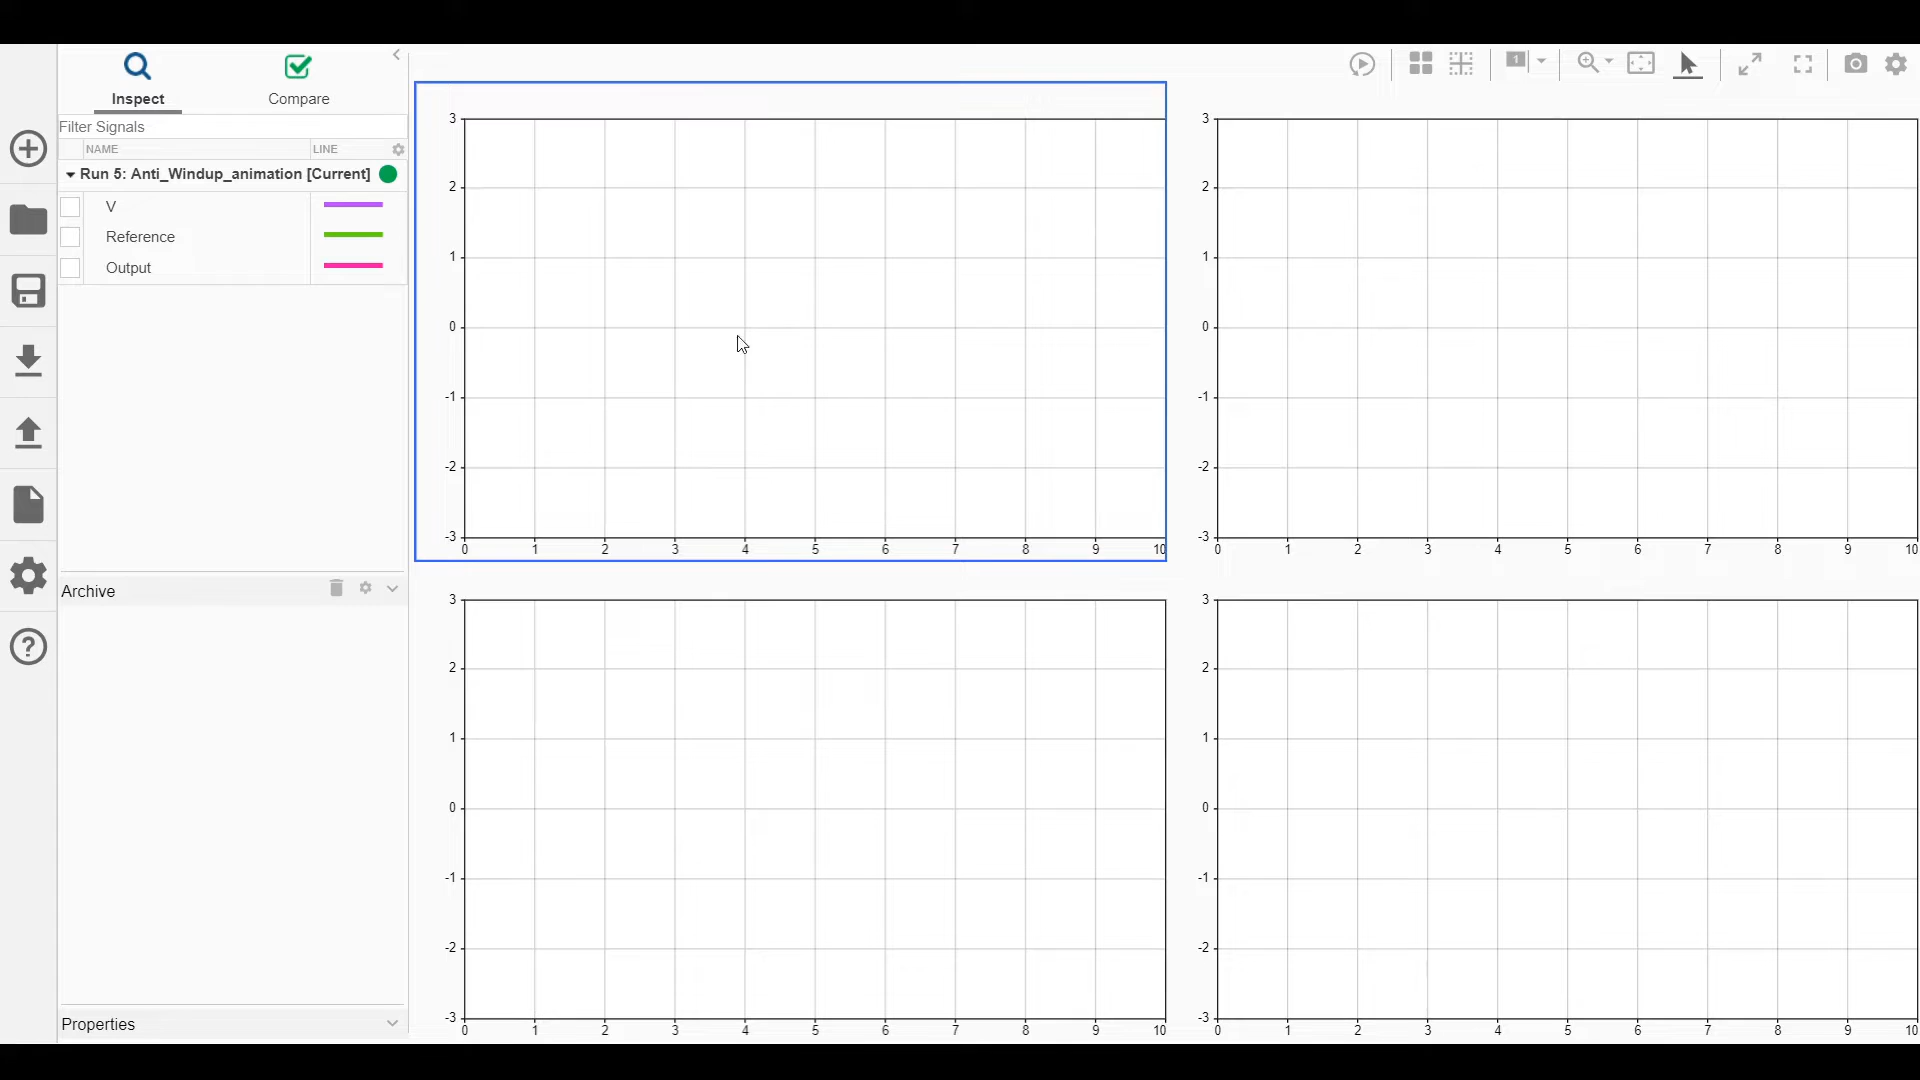 Inspect
Compare
Filter Signals
NAME
LINE
Run 5: Anti_Windup_animation [Current]
V
Reference
Output
Archive
Properties
1
3
2
1
0
-1
-2
-3
0 1 2 3 4 5 6 7 8 9 10
3
2
1
0
-1
-2
-3
0 1 2 3 4 5 6 7 8 9 10
3
2
1
0
-1
-2
-3
0 1 2 3 4 5 6 7 8 9 10
3
2
1
0
-1
-2
-3
0 1 2 3 4 5 6 7 8 9 10